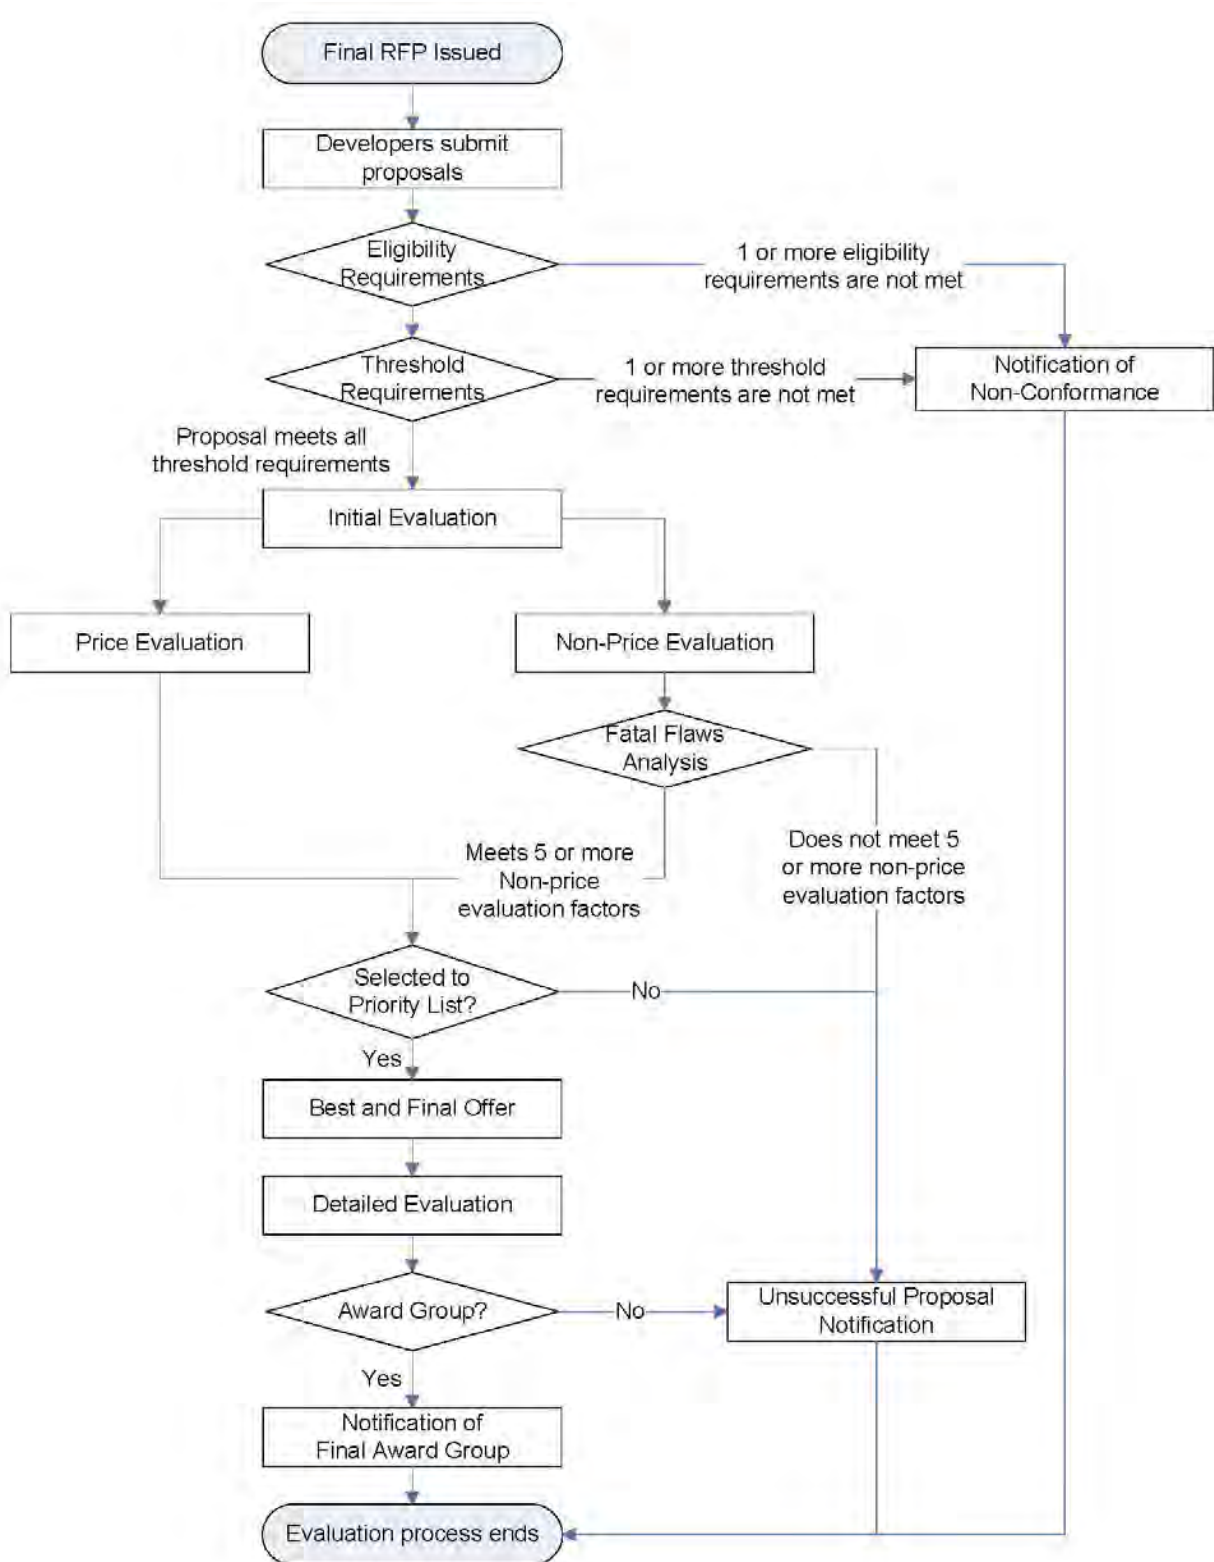 Final RFP Issued
Developers submit
proposals
Eligibility
Requirements
1 or more eligibility
requirements are not met
Threshold
Requirements
1 or more threshold
requirements are not met
Notification of
Non-Conformance
Proposal meets all
threshold requirements
Initial Evaluation
Price Evaluation
Non-Price Evaluation
Fatal Flaws
Analysis
Meets 5 or more
Non-price
evaluation factors
Does not meet 5
or more non-price
evaluation factors
Selected to
Priority List?
No
Yes
Best and Final Offer
Detailed Evaluation
Award Group?
No
Unsuccessful Proposal
Notification
Yes
Notification of
Final Award Group
Evaluation process ends